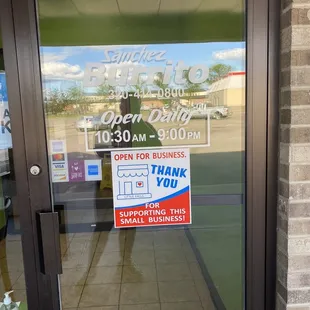 Sanchez
Burrito
Open Daily
10:30 AM - 9:00 PM
OPEN FOR BUSINESS.
THANK
YOU
FOR
SUPPORTING THIS
SMALL BUSINESS!
VISA